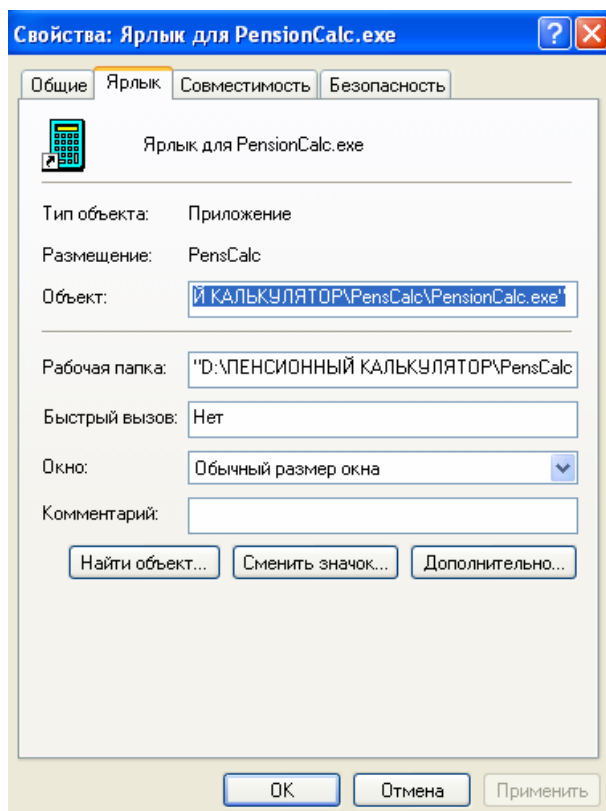 Свойства: Ярлык для PensionCalc.exe
Общие Ярлык Совместимость Безопасность
Ярлык для PensionCalc.exe
Тип объекта: Приложение
Размещение: PensCalc
Объект: Й КАЛЬКУЛЯТОР\PensCalc\PensionCalc.exe"
Рабочая папка: "D:\ПЕНСИОННЫЙ КАЛЬКУЛЯТОР\PensCalc
Быстрый вызов: Нет
Окно: Обычный размер окна
Комментарий:
Найти объект... Сменить значок... Дополнительно...
OK Отмена Применить